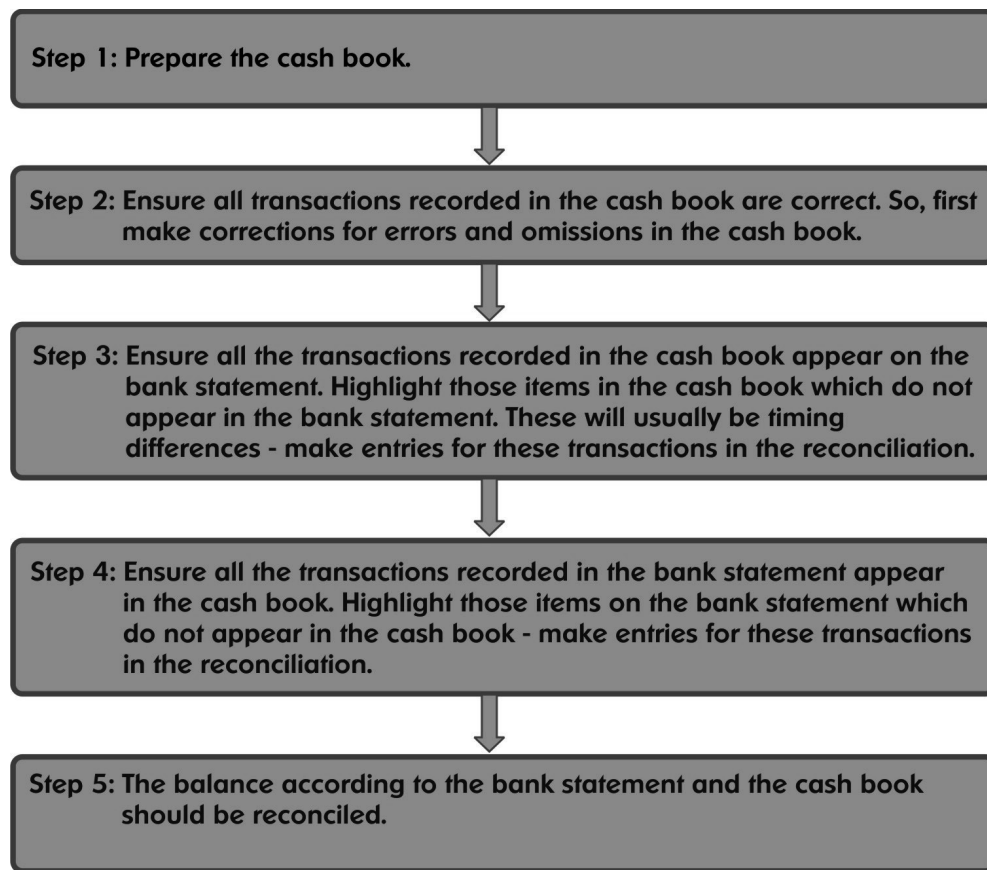 Step 1: Prepare the cash book.
Step 2: Ensure all transactions recorded in the cash book are correct. So, first
make corrections for errors and omissions in the cash book.
Step 3: Ensure all the transactions recorded in the cash book appear on the
bank statement. Highlight those items in the cash book which do not
appear in the bank statement. These will usually be timing
differences - make entries for these transactions in the reconciliation.
Step 4: Ensure all the transactions recorded in the bank statement appear
in the cash book. Highlight those items on the bank statement which
do not appear in the cash book - make entries for these transactions
in the reconciliation.
Step 5: The balance according to the bank statement and the cash book
should be reconciled.